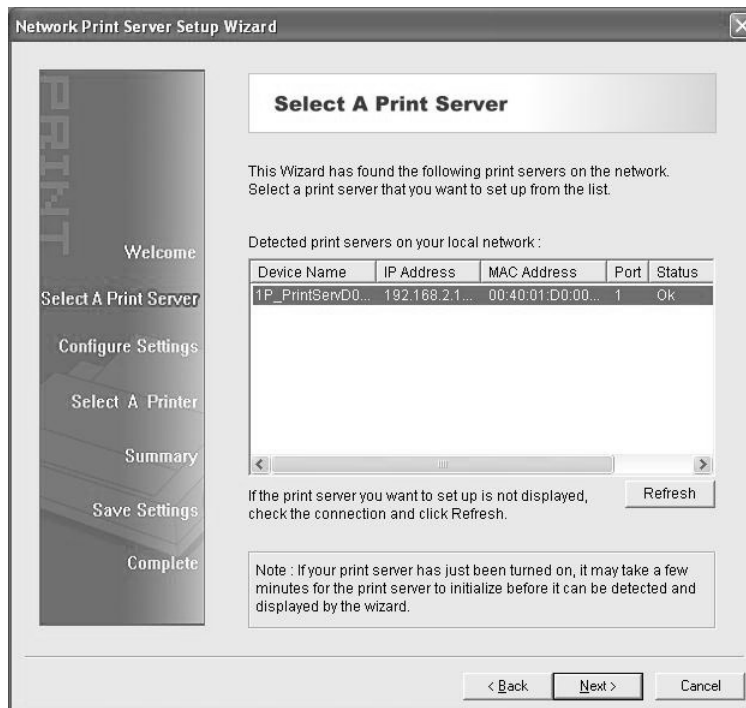 Network Print Server Setup Wizard
PRINT
Welcome
Select A Print Server
Configure Settings
Select A Printer
Summary
Save Settings
Complete
Select A Print Server
This Wizard has found the following print servers on the network.
Select a print server that you want to set up from the list.
Detected print servers on your local network :
Device Name IP Address MAC Address Port Status
1P_PrintServD0... 192.168.2.1... 00:40:01:D0:00... 1 Ok
If the print server you want to set up is not displayed,
check the connection and click Refresh.
Refresh
Note : If your print server has just been turned on, it may take a few
minutes for the print server to initialize before it can be detected and
displayed by the wizard.
< Back Next > Cancel